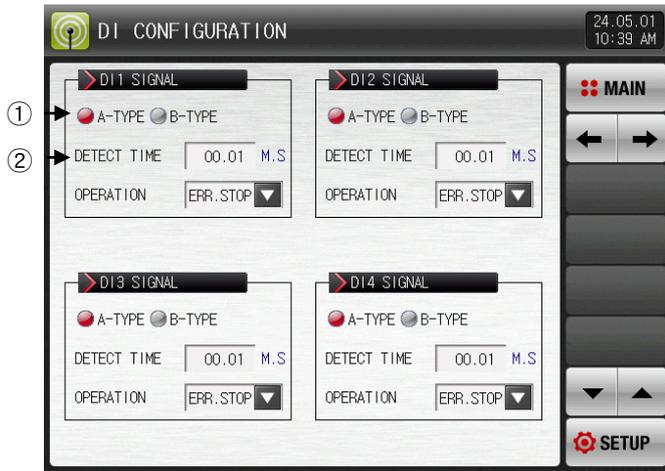 DI CONFIGURATION
24.05.01
10:39 AM
DI1 SIGNAL
① A-TYPE B-TYPE
② DETECT TIME 00.01 M.S
OPERATION ERR.STOP
DI2 SIGNAL
A-TYPE B-TYPE
DETECT TIME 00.01 M.S
OPERATION ERR.STOP
DI3 SIGNAL
A-TYPE B-TYPE
DETECT TIME 00.01 M.S
OPERATION ERR.STOP
DI4 SIGNAL
A-TYPE B-TYPE
DETECT TIME 00.01 M.S
OPERATION ERR.STOP
MAIN
SETUP